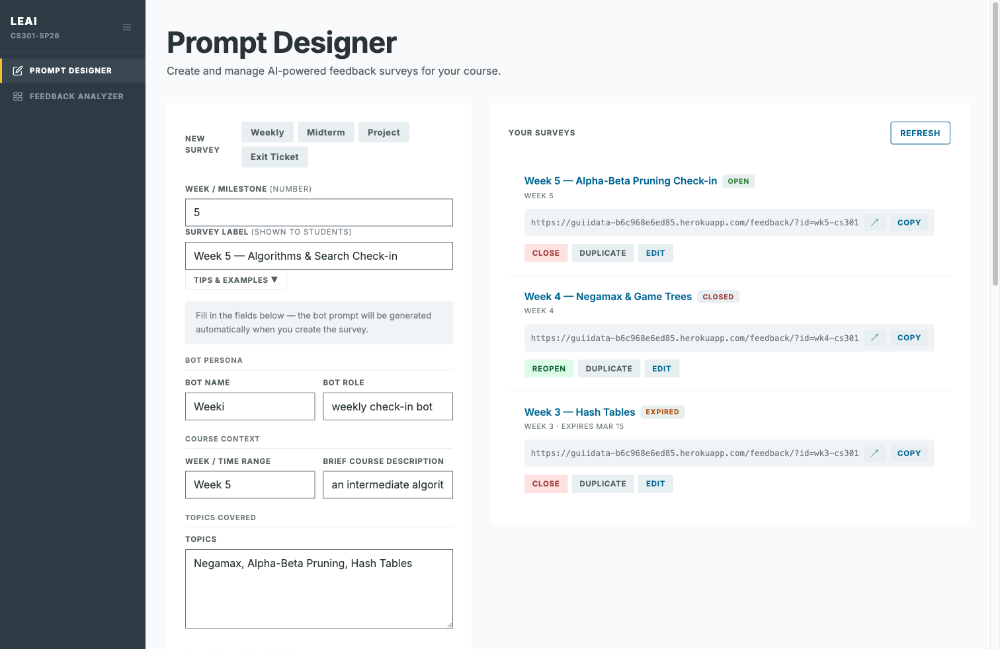 LEAI
CS301-SP26
PROMPT DESIGNER
FEEDBACK ANALYZER
Prompt Designer
Create and manage AI-powered feedback surveys for your course.
NEW SURVEY
Weekly
Midterm
Project
Exit Ticket
WEEK / MILESTONE (NUMBER)
5
SURVEY LABEL (SHOWN TO STUDENTS)
Week 5 — Algorithms & Search Check-in
TIPS & EXAMPLES ▼
Fill in the fields below — the bot prompt will be generated
automatically when you create the survey.
BOT PERSONA
BOT NAME
Weeki
BOT ROLE
weekly check-in bot
COURSE CONTEXT
WEEK / TIME RANGE
Week 5
BRIEF COURSE DESCRIPTION
an intermediate algorit
TOPICS COVERED
TOPICS
Negamax, Alpha-Beta Pruning, Hash Tables
YOUR SURVEYS
REFRESH
Week 5 — Alpha-Beta Pruning Check-in OPEN
WEEK 5
https://guiidata-b6c968e6ed85.herokuapp.com/feedback/?id=wk5-cs301 COPY
CLOSE DUPLICATE EDIT
Week 4 — Negamax & Game Trees CLOSED
WEEK 4
https://guiidata-b6c968e6ed85.herokuapp.com/feedback/?id=wk4-cs301 COPY
REOPEN DUPLICATE EDIT
Week 3 — Hash Tables EXPIRED
WEEK 3 · EXPIRES MAR 15
https://guiidata-b6c968e6ed85.herokuapp.com/feedback/?id=wk3-cs301 COPY
CLOSE DUPLICATE EDIT